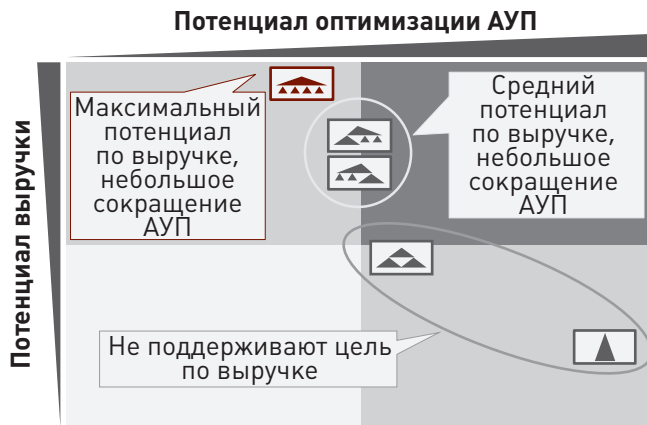 Потенциал оптимизации АУП
Потенциал выручки
Максимальный
потенциал
по выручке,
небольшое
сокращение
АУП
Средний
потенциал
по выручке,
небольшое
сокращение
АУП
Не поддерживают цель
по выручке